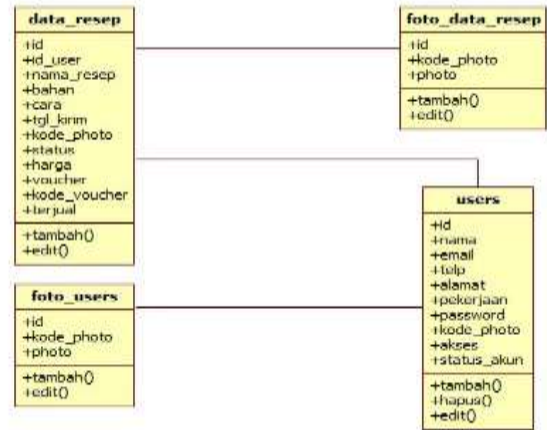 data_resep
+id
+id_user
+nama_resep
+bahan
+cara
+tgl_kirim
+kode_photo
+status
+harga
+voucher
+kode_voucher
+terjual
+tambah()
+edit()
foto_data_resep
+id
+kode_photo
+photo
+tambah()
+edit()
foto_users
+id
+kode_photo
+photo
+tambah()
+edit()
users
+id
+nama
+email
+telp
+alamat
+pekerjaan
+password
+kode_photo
+akses
+status_akun
+tambah()
+hapus()
+edit()